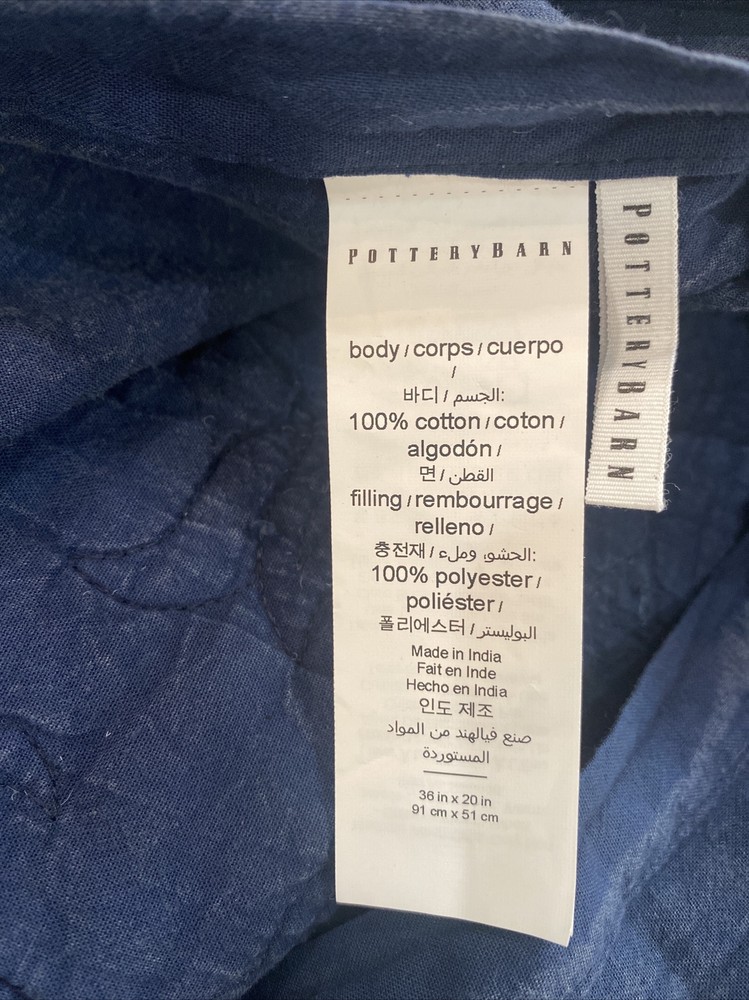 POTTERYBARN
body / corps / cuerpo
/
바디 / الجسم:
100% cotton / coton /
algodón /
면 / القطن
filling / rembourrage /
relleno /
충전재 / الحشو وملء:
100% polyester /
poliéster /
폴리에스터 / البوليستر
Made in India
Fait en Inde
Hecho en India
인도 제조
صنع فيالهند من المواد
المستوردة
36 in x 20 in
91 cm x 51 cm
POTTERYBARN